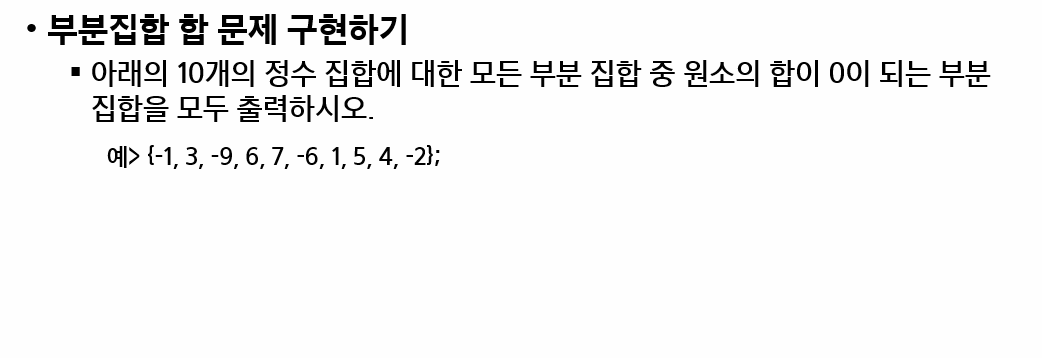 • 부분집합 합 문제 구현하기
▪ 아래의 10개의 정수 집합에 대한 모든 부분 집합 중 원소의 합이 0이 되는 부분
집합을 모두 출력하시오.
예> {-1, 3, -9, 6, 7, -6, 1, 5, 4, -2};